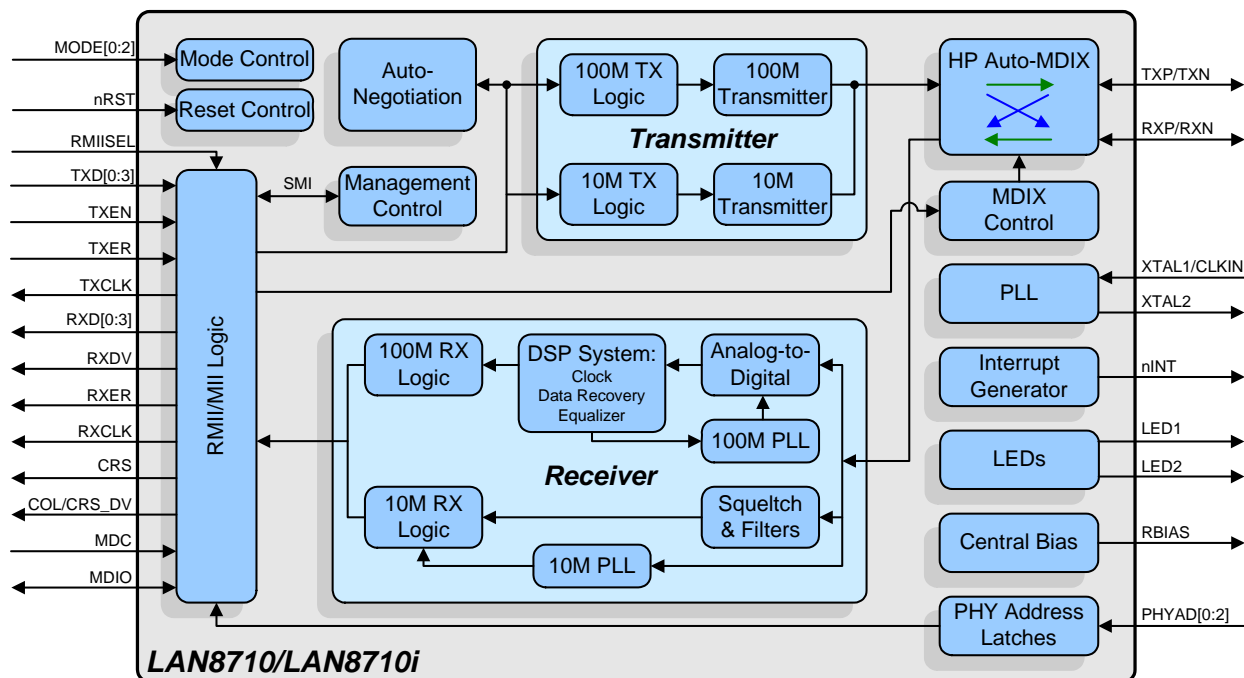 MODE[0:2]
nRST
RMIISEL
TXD[0:3]
TXEN
TXER
TXCLK
RXD[0:3]
RXDV
RXER
RXCLK
CRS
COL/CRS_DV
MDC
MDIO
Mode Control
Reset Control
RMII/MII Logic
Auto-
Negotiation
SMI
Management
Control
100M TX
Logic
100M
Transmitter
Transmitter
10M TX
Logic
10M
Transmitter
100M RX
Logic
DSP System:
Clock
Data Recovery
Equalizer
Analog-to-
Digital
100M PLL
Receiver
10M RX
Logic
Squeltch
& Filters
10M PLL
HP Auto-MDIX
MDIX
Control
PLL
Interrupt
Generator
LEDs
Central Bias
PHY Address
Latches
TXP/TXN
RXP/RXN
XTAL1/CLKIN
XTAL2
nINT
LED1
LED2
RBIAS
PHYAD[0:2]
LAN8710/LAN8710i